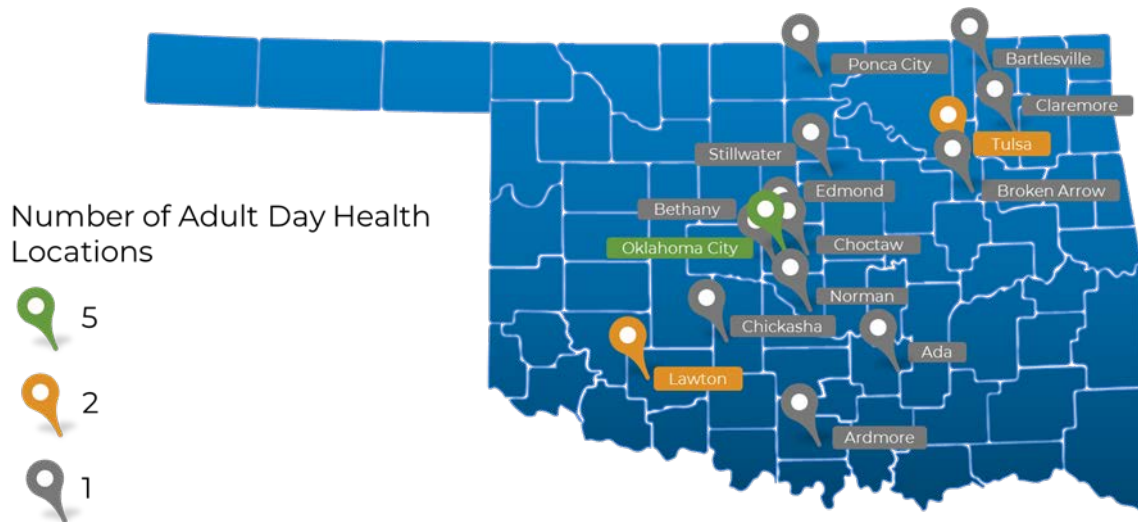 Ponca City
Bartlesville
Claremore
Tulsa
Stillwater
Edmond
Broken Arrow
Bethany
Number of Adult Day Health
Locations
Oklahoma City
Choctaw
Norman
5
Chickasha
Ada
Lawton
2
Ardmore
1